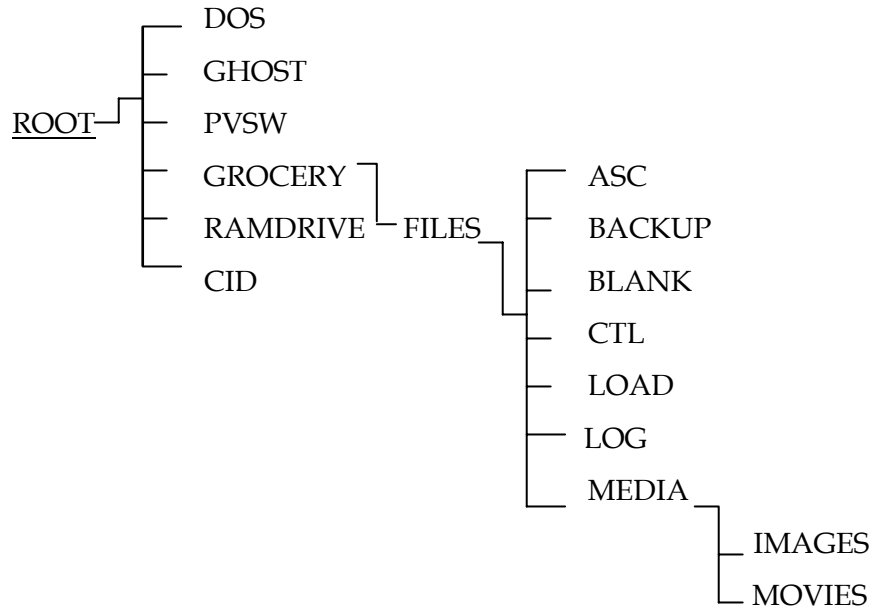 DOS
GHOST
ROOT
PVSW
GROCERY
ASC
RAMDRIVE
FILES
BACKUP
CID
BLANK
CTL
LOAD
LOG
MEDIA
IMAGES
MOVIES